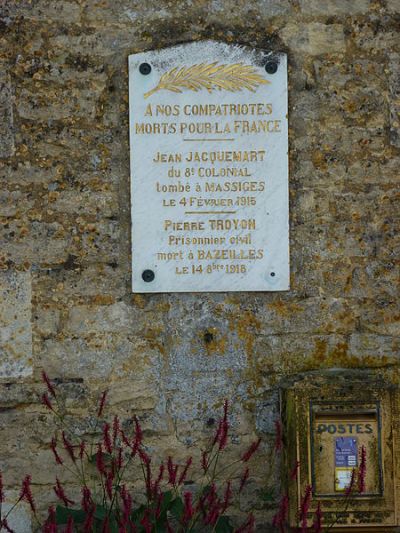 A NOS COMPATRIOTES
MORTS POUR LA FRANCE
JEAN JACQUEMART
du 8e COLONIAL
tombé à MASSIGES
LE 4 FÉVRIER 1915
PIERRE TROYON
Prisonnier civil
mort à BAZEILLES
LE 14 8bre 1918
POSTES